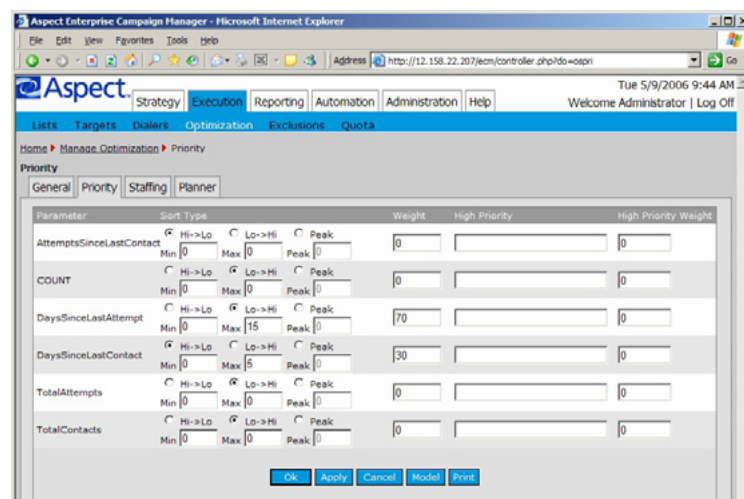 Aspect Enterprise Campaign Manager - Microsoft Internet Explorer
File Edit View Favorites Tools Help
Address http://12.158.22.207/ecm/controller.php?do=ospri Go
Aspect.
Tue 5/9/2006 9:44 AM
Strategy Execution Reporting Automation Administration Help
Welcome Administrator | Log Off
Lists Targets Dialers Optimization Exclusions Quota
Home Manage Optimization Priority
Priority
General Priority Staffing Planner
Parameter Sort Type Weight High Priority High Priority Weight
AttemptsSinceLastContact Hi->Lo Lo->Hi Peak
Min 0 Max 0 Peak 0 0 0
COUNT Hi->Lo Lo->Hi Peak
Min 0 Max 0 Peak 0 0 0
DaysSinceLastAttempt Hi->Lo Lo->Hi Peak
Min 0 Max 15 Peak 0 70 0
DaysSinceLastContact Hi->Lo Lo->Hi Peak
Min 0 Max 5 Peak 0 30 0
TotalAttempts Hi->Lo Lo->Hi Peak
Min 0 Max 0 Peak 0 0 0
TotalContacts Hi->Lo Lo->Hi Peak
Min 0 Max 0 Peak 0 0 0
Ok Apply Cancel Model Print